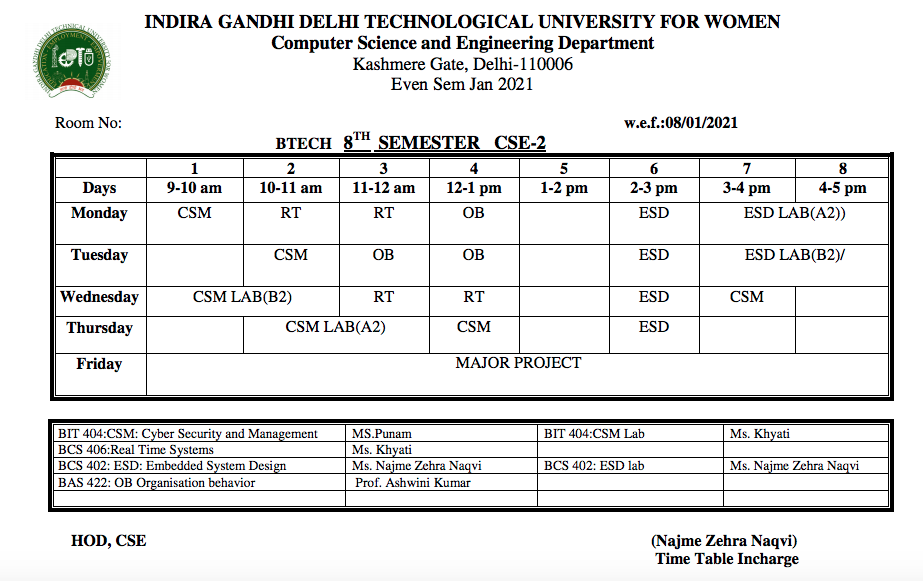 INDIRA GANDHI DELHI TECHNOLOGICAL UNIVERSITY FOR WOMEN
Computer Science and Engineering Department
Kashmere Gate, Delhi-110006
Even Sem Jan 2021
Room No: w.e.f.:08/01/2021
BTECH 8TH SEMESTER CSE-2
1 2 3 4 5 6 7 8
Days 9-10 am 10-11 am 11-12 am 12-1 pm 1-2 pm 2-3 pm 3-4 pm 4-5 pm
Monday CSM RT RT OB ESD ESD LAB(A2))
Tuesday CSM OB OB ESD ESD LAB(B2)/
Wednesday CSM LAB(B2) RT RT ESD CSM
Thursday CSM LAB(A2) CSM ESD
Friday MAJOR PROJECT
BIT 404:CSM: Cyber Security and Management MS.Punam BIT 404:CSM Lab Ms. Khyati
BCS 406:Real Time Systems Ms. Khyati
BCS 402: ESD: Embedded System Design Ms. Najme Zehra Naqvi BCS 402: ESD lab Ms. Najme Zehra Naqvi
BAS 422: OB Organisation behavior Prof. Ashwini Kumar
HOD, CSE (Najme Zehra Naqvi)
Time Table Incharge